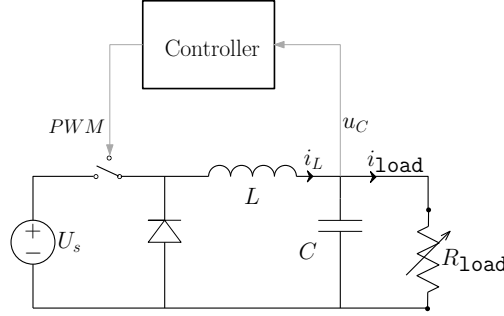 Controller
PWM
u_C
i_L
i_load
L
+
−
U_s
C
R_load